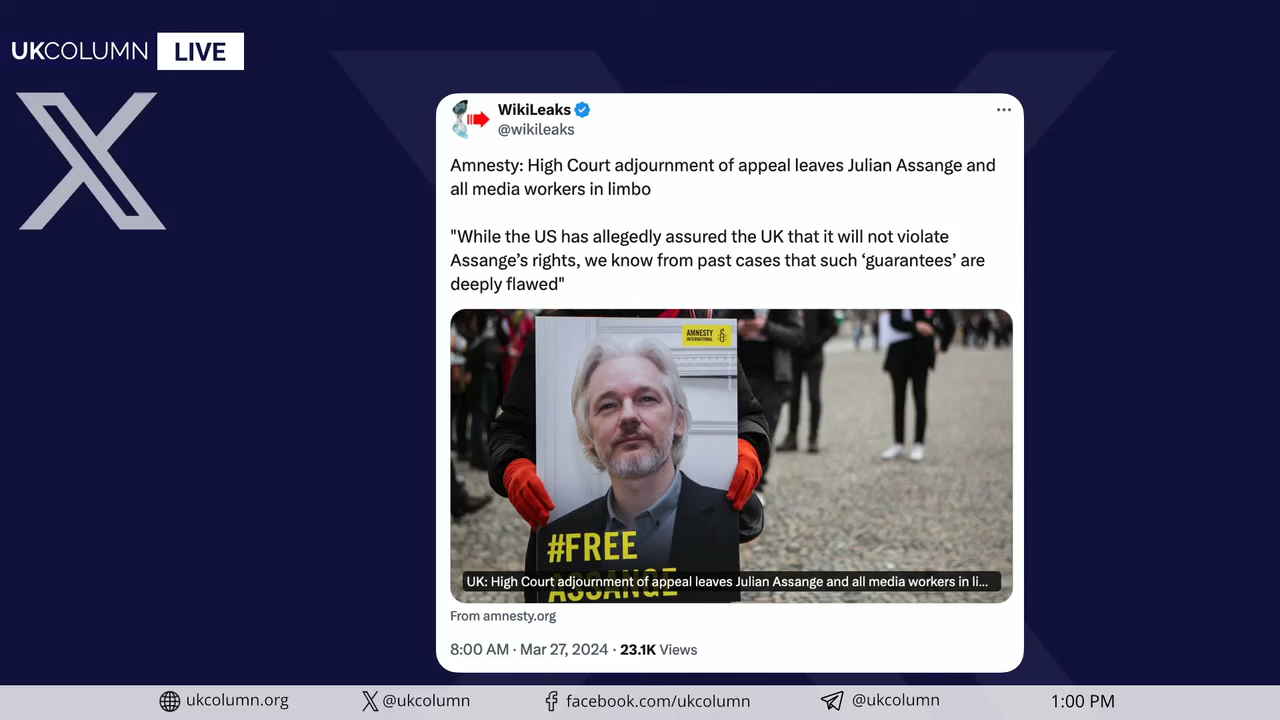 UKCOLUMN LIVE
WikiLeaks
@wikileaks
Amnesty: High Court adjournment of appeal leaves Julian Assange and
all media workers in limbo
"While the US has allegedly assured the UK that it will not violate
Assange’s rights, we know from past cases that such ‘guarantees’ are
deeply flawed"
AMNESTY
INTERNATIONAL
#FREE
ASSANGE
UK: High Court adjournment of appeal leaves Julian Assange and all media workers in li...
From amnesty.org
8:00 AM · Mar 27, 2024 · 23.1K Views
ukcolumn.org @ukcolumn facebook.com/ukcolumn @ukcolumn 1:00 PM